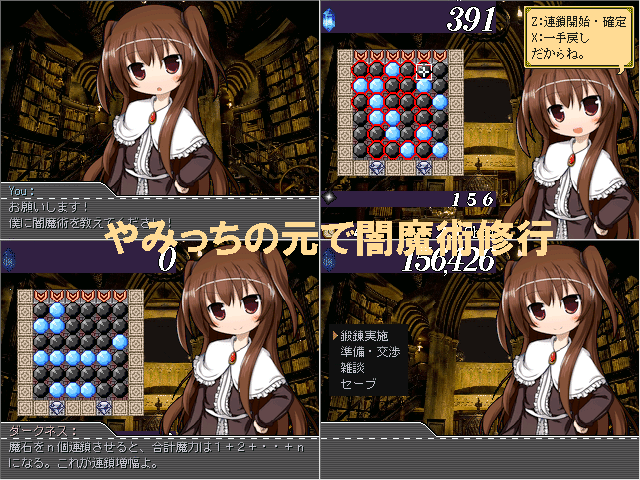 You：
お願いします！
僕に闇魔術を教えてください！
391
Z：連鎖開始・確定
X：一手戻し
だからね。
156
やみっちの元で闇魔術修行
0
ダークネス：
魔石をｎ個連鎖させると、合計魔力は１＋２＋・・＋ｎ
になる。これが連鎖増幅よ。
156,426
鍛錬実施
準備・交渉
雑談
セーブ